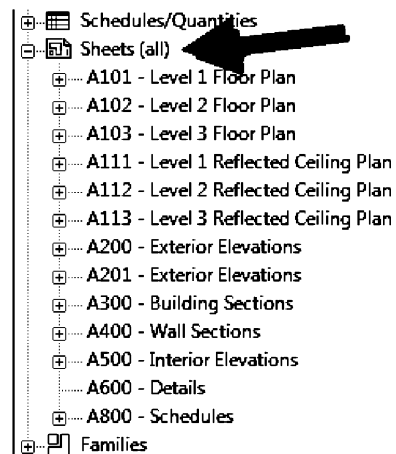 Schedules/Quantities
Sheets (all)
A101 - Level 1 Floor Plan
A102 - Level 2 Floor Plan
A103 - Level 3 Floor Plan
A111 - Level 1 Reflected Ceiling Plan
A112 - Level 2 Reflected Ceiling Plan
A113 - Level 3 Reflected Ceiling Plan
A200 - Exterior Elevations
A201 - Exterior Elevations
A300 - Building Sections
A400 - Wall Sections
A500 - Interior Elevations
A600 - Details
A800 - Schedules
Families